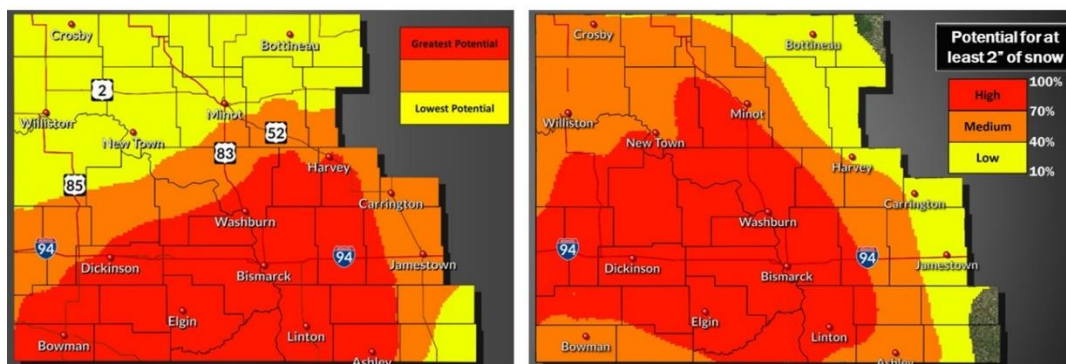 Crosby
Bottineau
2
Williston
Minot
New Town
52
83
Harvey
85
Carrington
Washburn
94
94
Dickinson
Bismarck
Jamestown
Elgin
Linton
Bowman
Ashley
Greatest Potential
Lowest Potential
Crosby
Bottineau
Williston
Minot
New Town
Harvey
Carrington
Washburn
94
94
Dickinson
Bismarck
Jamestown
Elgin
Linton
Bowman
Ashley
Potential for at
least 2" of snow
100%
High
70%
Medium
40%
Low
10%